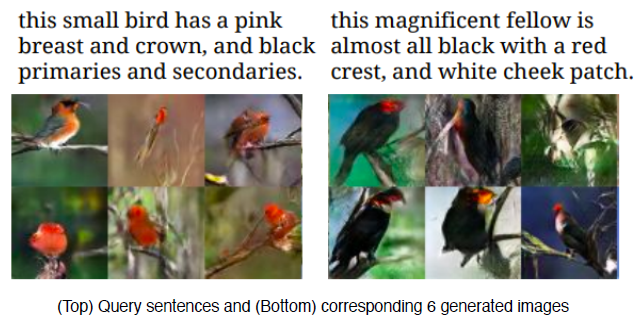 this small bird has a pink
breast and crown, and black
primaries and secondaries.
this magnificent fellow is
almost all black with a red
crest, and white cheek patch.
(Top) Query sentences and (Bottom) corresponding 6 generated images